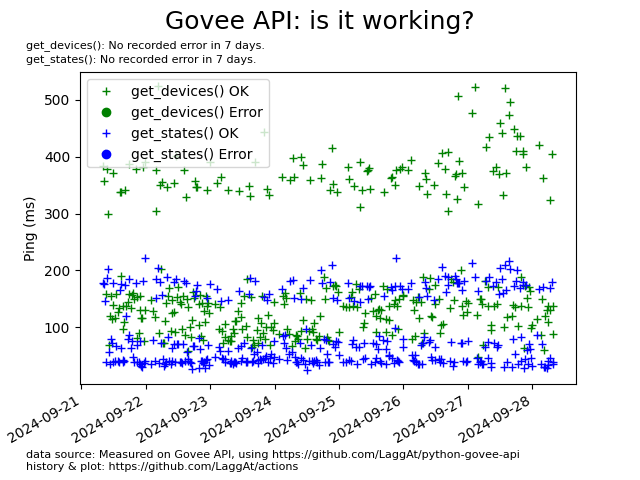 Govee API: is it working?
get_devices(): No recorded error in 7 days.
get_states(): No recorded error in 7 days.
get_devices() OK
get_devices() Error
get_states() OK
get_states() Error
500
400
300
200
100
Ping (ms)
2024-09-21
2024-09-22
2024-09-23
2024-09-24
2024-09-25
2024-09-26
2024-09-27
2024-09-28
data source: Measured on Govee API, using https://github.com/LaggAt/python-govee-api
history & plot: https://github.com/LaggAt/actions